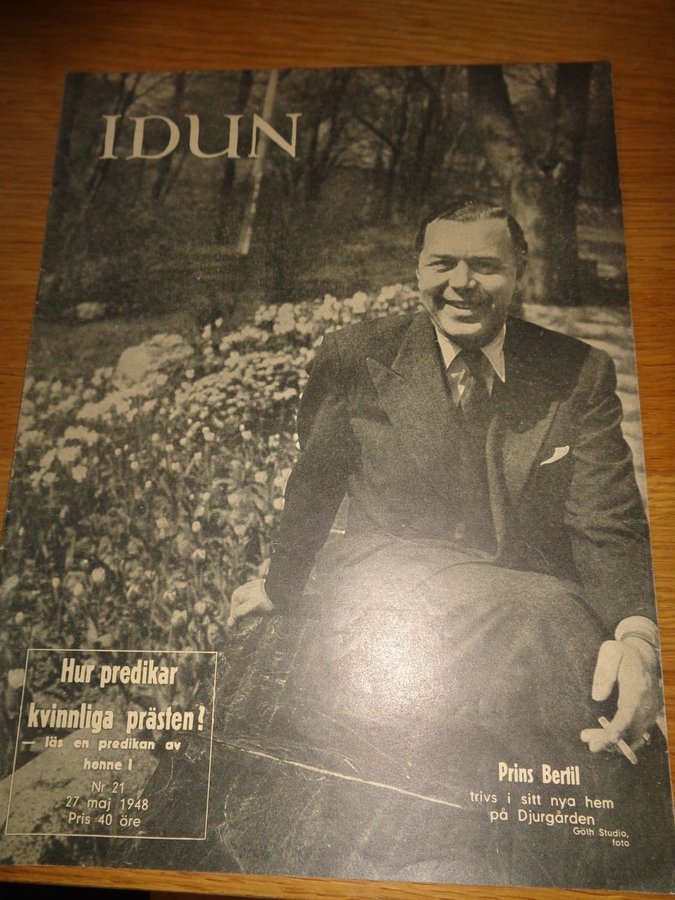 IDUN
Hur predikar
kvinnliga prästen?
— läs en predikan av
henne !
Nr 21
27 maj 1948
Pris 40 öre
Prins Bertil
trivs i sitt nya hem
på Djurgården
Göth Studio,
foto